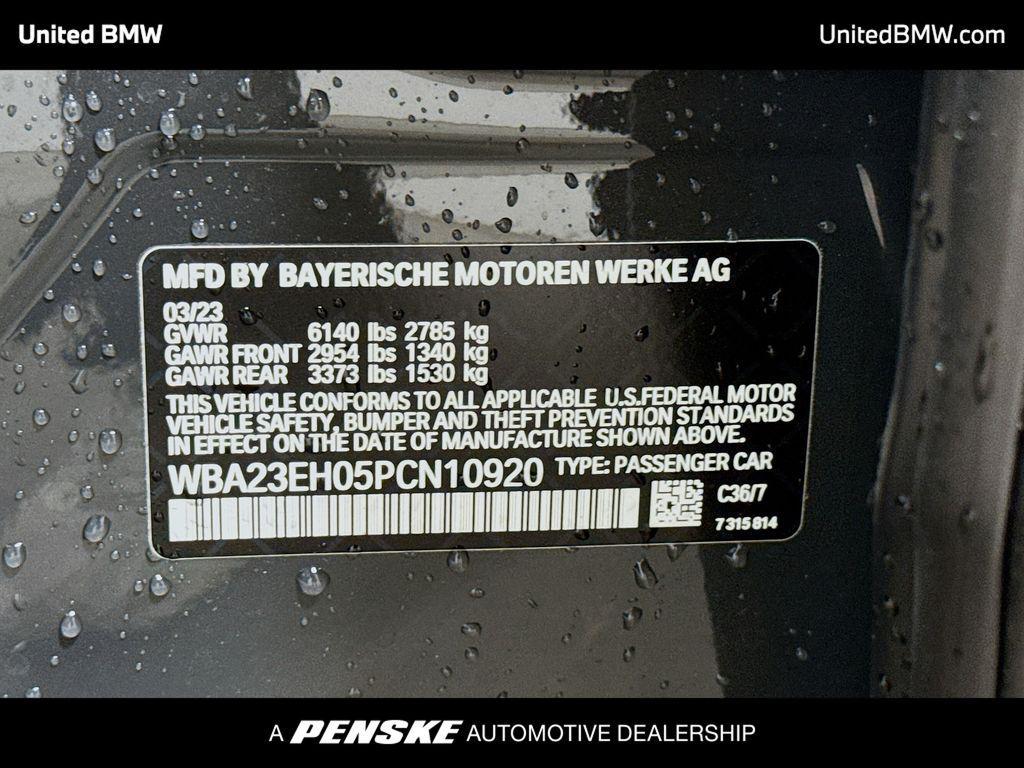 United BMW
UnitedBMW.com
MFD BY BAYERISCHE MOTOREN WERKE AG
03/23
GVWR 6140 lbs 2785 kg
GAWR FRONT 2954 lbs 1340 kg
GAWR REAR 3373 lbs 1530 kg
THIS VEHICLE CONFORMS TO ALL APPLICABLE U.S.FEDERAL MOTOR
VEHICLE SAFETY, BUMPER AND THEFT PREVENTION STANDARDS
IN EFFECT ON THE DATE OF MANUFACTURE SHOWN ABOVE.
WBA23EH05PCN10920 TYPE: PASSENGER CAR
C36/7
7315814
A PENSKE AUTOMOTIVE DEALERSHIP